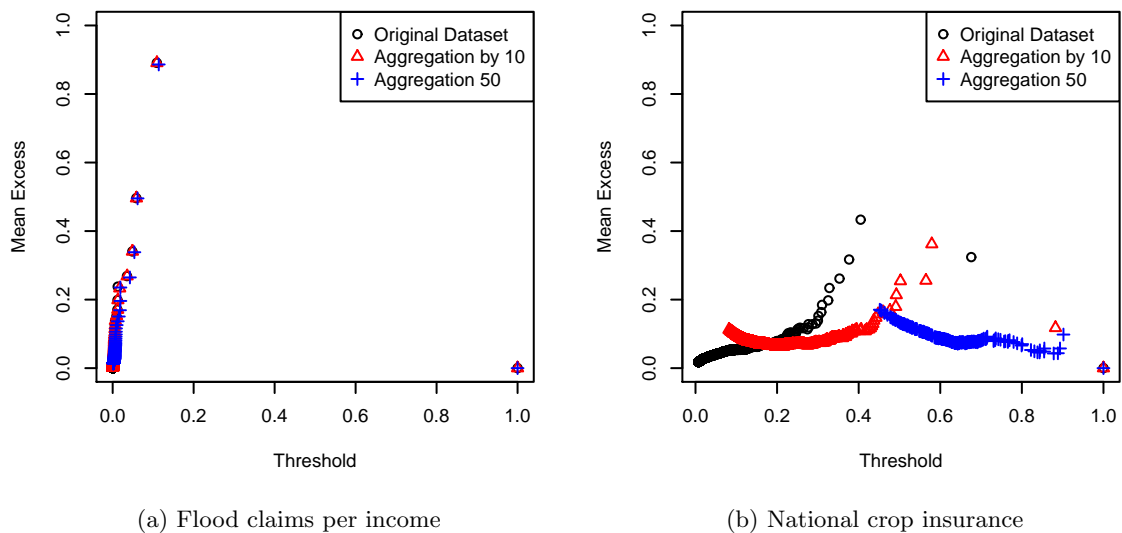 Original Dataset
Aggregation by 10
Aggregation 50
Mean Excess
1.0
0.8
0.6
0.4
0.2
0.0
0.0 0.2 0.4 0.6 0.8 1.0
Threshold
(a) Flood claims per income
Original Dataset
Aggregation by 10
Aggregation 50
Mean Excess
1.0
0.8
0.6
0.4
0.2
0.0
0.0 0.2 0.4 0.6 0.8 1.0
Threshold
(b) National crop insurance